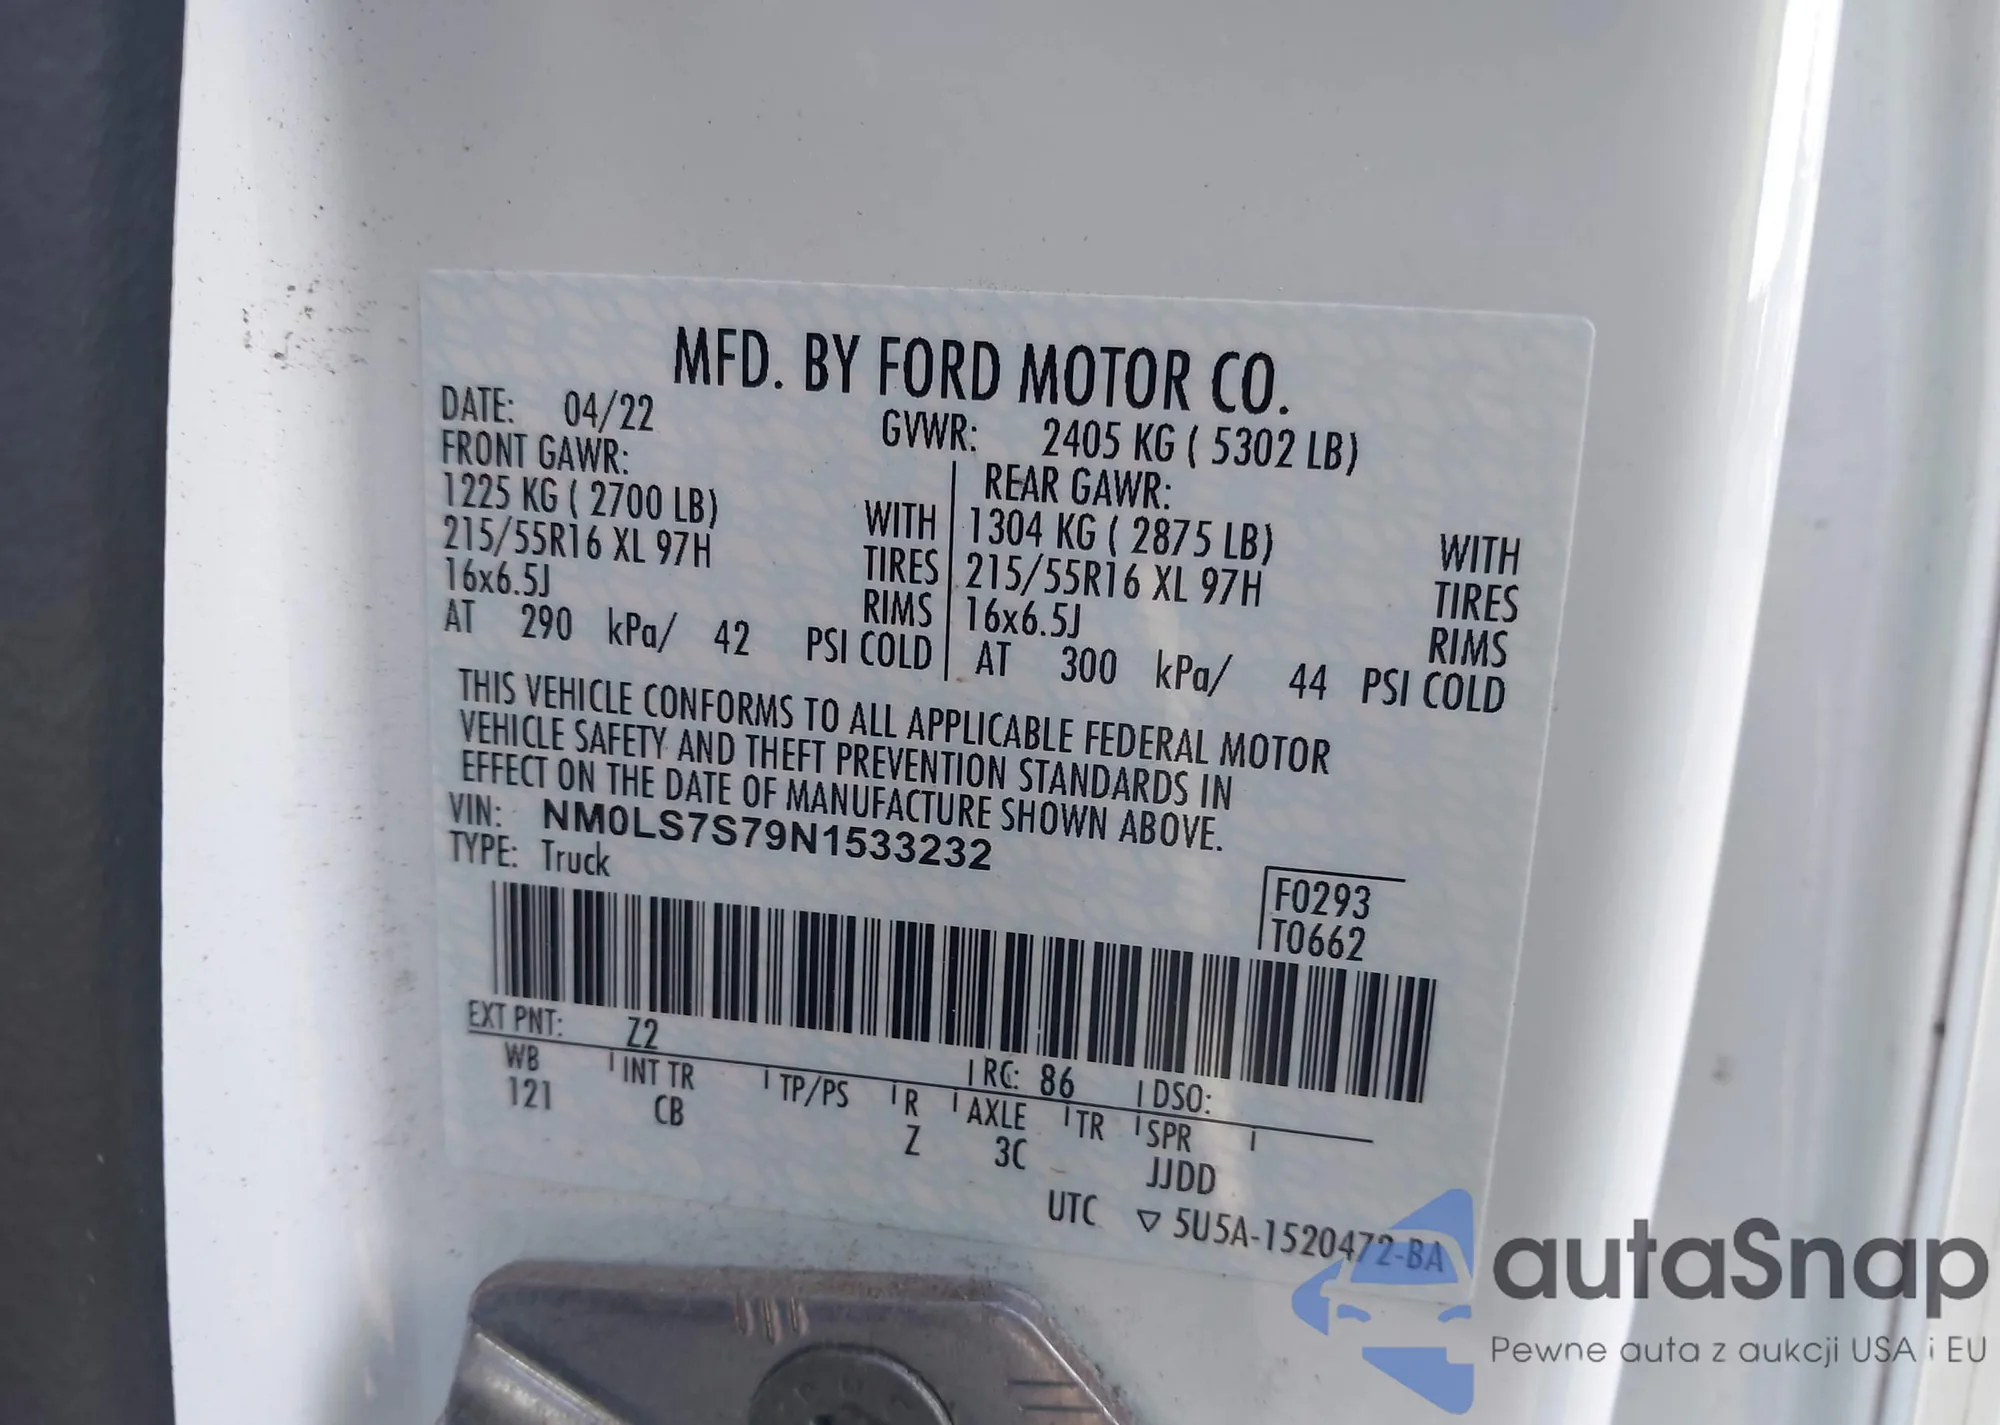 MFD. BY FORD MOTOR CO.
DATE: 04/22 GVWR: 2405 KG ( 5302 LB)
FRONT GAWR: REAR GAWR:
1225 KG ( 2700 LB) WITH 1304 KG ( 2875 LB) WITH
215/55R16 XL 97H TIRES 215/55R16 XL 97H TIRES
16x6.5J RIMS 16x6.5J RIMS
AT 290 kPa/ 42 PSI COLD AT 300 kPa/ 44 PSI COLD
THIS VEHICLE CONFORMS TO ALL APPLICABLE FEDERAL MOTOR
VEHICLE SAFETY AND THEFT PREVENTION STANDARDS IN
EFFECT ON THE DATE OF MANUFACTURE SHOWN ABOVE.
VIN: NM0LS7S79N1533232
TYPE: Truck
F0293
T0662
EXT PNT: Z2 RC: 86 DSO:
WB INT TR TP/PS R AXLE TR SPR
121 CB Z 3C JJDD
UTC ▽ 5U5A-1520472-BA
autaSnap
Pewne auta z aukcji USA i EU